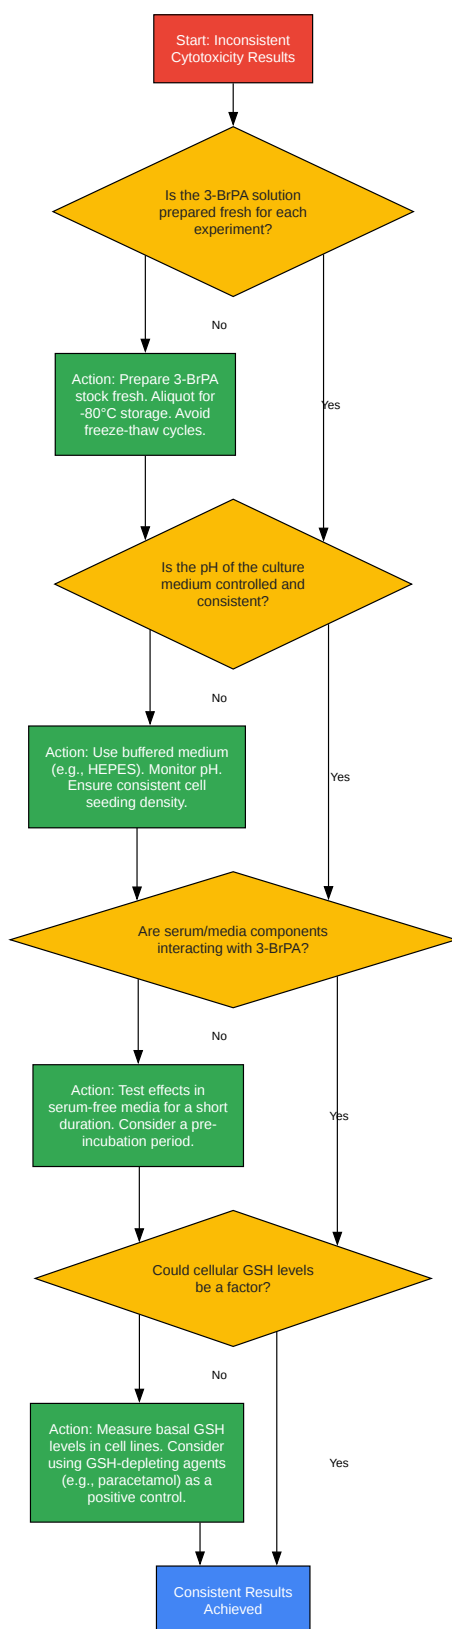 Start: Inconsistent
Cytotoxicity Results
Is the 3-BrPA solution
prepared fresh for each
experiment?
No
Action: Prepare 3-BrPA
stock fresh. Aliquot for
-80°C storage. Avoid
freeze-thaw cycles.
Yes
Is the pH of the culture
medium controlled and
consistent?
No
Action: Use buffered medium
(e.g., HEPES). Monitor pH.
Ensure consistent cell
seeding density.
Yes
Are serum/media components
interacting with 3-BrPA?
No
Action: Test effects in
serum-free media for a short
duration. Consider a pre-
incubation period.
Yes
Could cellular GSH levels
be a factor?
No
Action: Measure basal GSH
levels in cell lines. Consider
using GSH-depleting agents
(e.g., paracetamol) as a
positive control.
Yes
Consistent Results
Achieved